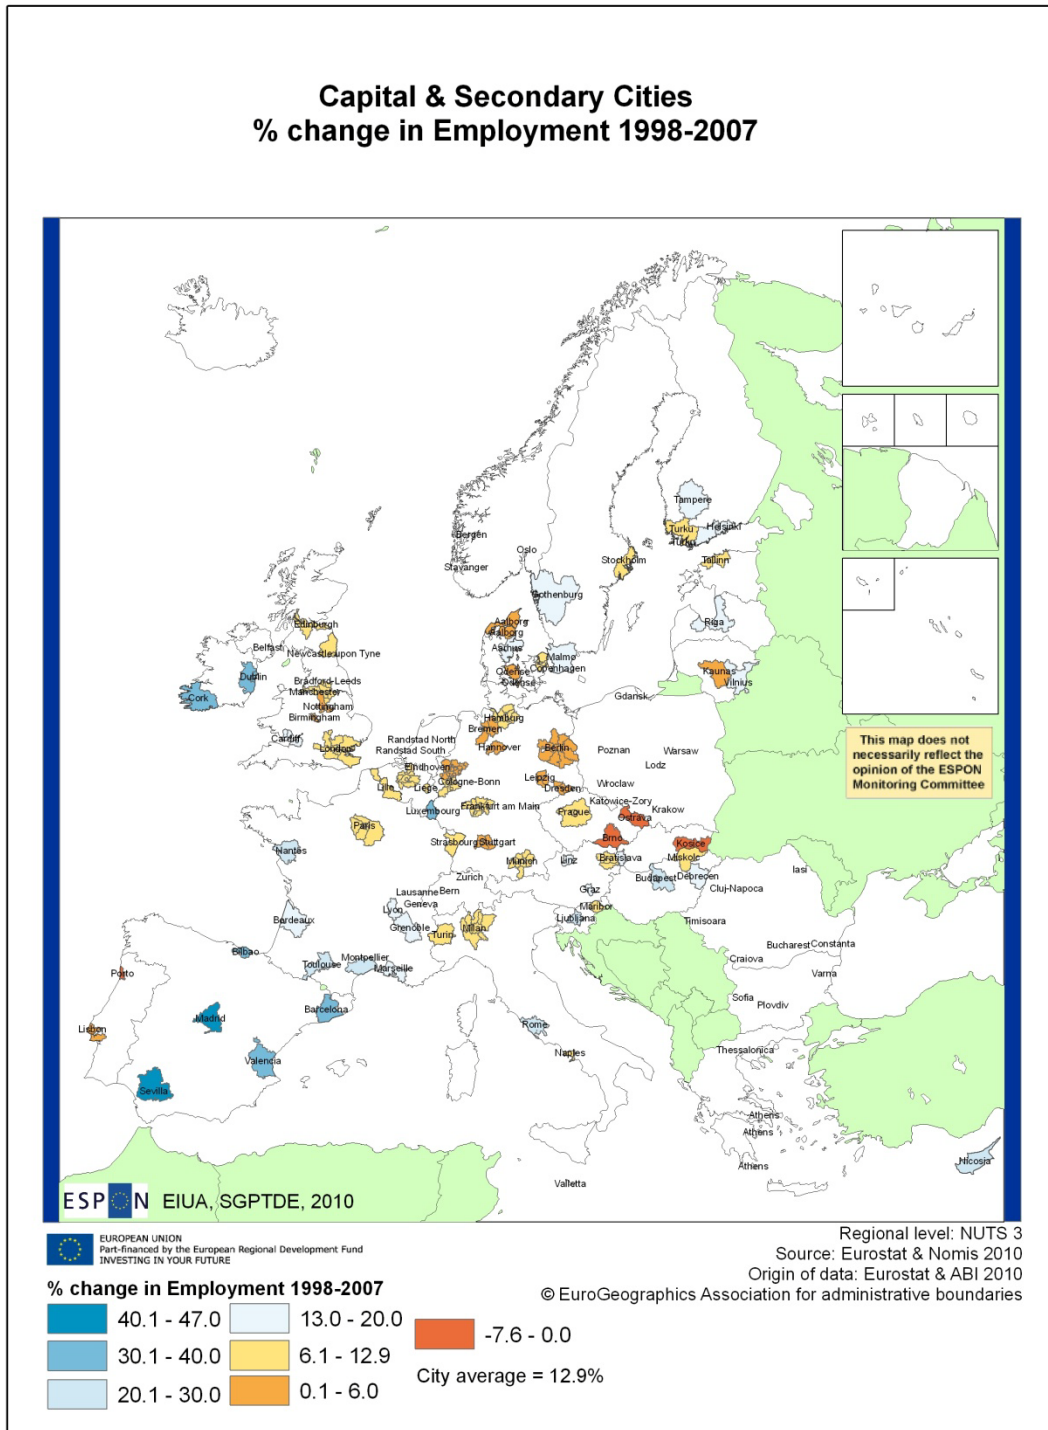 Capital & Secondary Cities
% change in Employment 1998-2007
Tampere
Turku
Helsinki
Turku
Bergen
Oslo
Stavanger
Stockholm
Tallinn
Gothenburg
Riga
Aalborg
Aalborg
Aarhus
Malmo
Copenhagen
Odense
Odense
Kaunas
Vilnius
Edinburgh
Belfast
Newcastle upon Tyne
Dublin
Cork
Bradford-Leeds
Manchester
Nottingham
Birmingham
Cardiff
London
Gdansk
Hamburg
Bremen
Hannover
Berlin
Poznan
Warsaw
Lodz
Randstad North
Randstad South
Eindhoven
Cologne-Bonn
Leipzig
Dresden
Wroclaw
Lille
Liege
Luxembourg
Frankfurt am Main
Prague
Katowice-Zory
Krakow
Ostrava
Paris
Strasbourg
Stuttgart
Brno
Kosice
Nantes
Munich
Linz
Bratislava
Miskolc
Zurich
Budapest
Debrecen
Iasi
Lausanne
Bern
Geneva
Graz
Cluj-Napoca
Lyon
Maribor
Bordeaux
Grenoble
Turin
Milan
Ljubljana
Timisoara
Bilbao
Toulouse
Montpellier
Marseille
Bucharest
Constanta
Craiova
Porto
Varna
Madrid
Barcelona
Sofia
Plovdiv
Lisbon
Rome
Valencia
Naples
Thessalonica
Sevilla
Athens
Athens
Athens
Nicosia
Valletta
This map does not
necessarily reflect the
opinion of the ESPON
Monitoring Committee
ESPON EIUA, SGPTDE, 2010
EUROPEAN UNION
Part-financed by the European Regional Development Fund
INVESTING IN YOUR FUTURE
Regional level: NUTS 3
Source: Eurostat & Nomis 2010
Origin of data: Eurostat & ABI 2010
© EuroGeographics Association for administrative boundaries
% change in Employment 1998-2007
40.1 - 47.0
30.1 - 40.0
20.1 - 30.0
13.0 - 20.0
6.1 - 12.9
0.1 - 6.0
-7.6 - 0.0
City average = 12.9%